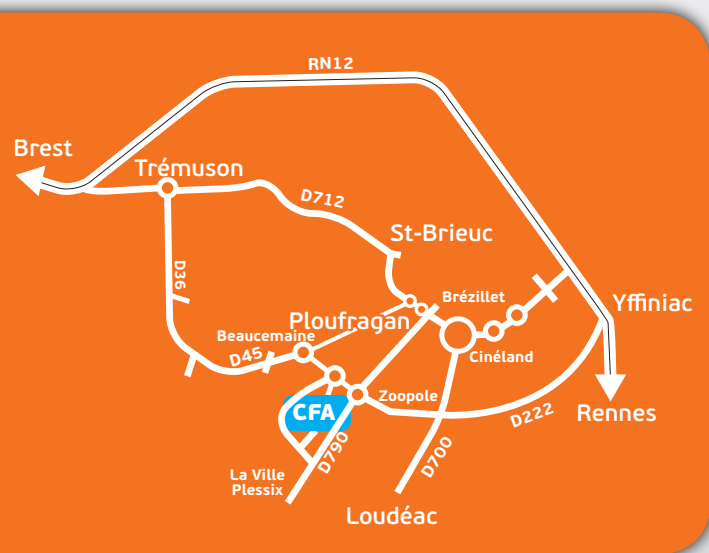 RN12
Brest
Trémuson
D712
St-Brieuc
D36
Brézillet
Yffiniac
Ploufragan
Beaucemaine
Cinéland
D45
Zoopole
CFA
Rennes
D222
D790
D700
La Ville
Plessix
Loudéac